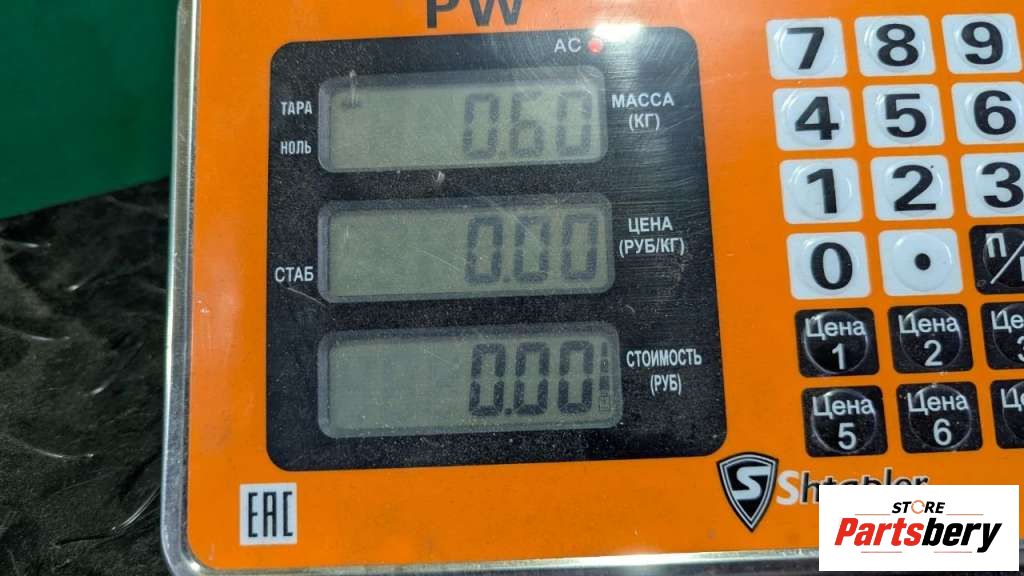 PW
AC
ТАРА
НОЛЬ
0.60
МАССА
(КГ)
СТАБ
0.00
ЦЕНА
(РУБ/КГ)
0.00
СТОИМОСТЬ
(РУБ)
7 8 9
4 5 6
1 2 3
0 .
Цена 1
Цена 2
Цена 5
Цена 6
EAC
S Shtapler
STORE
Partsbery